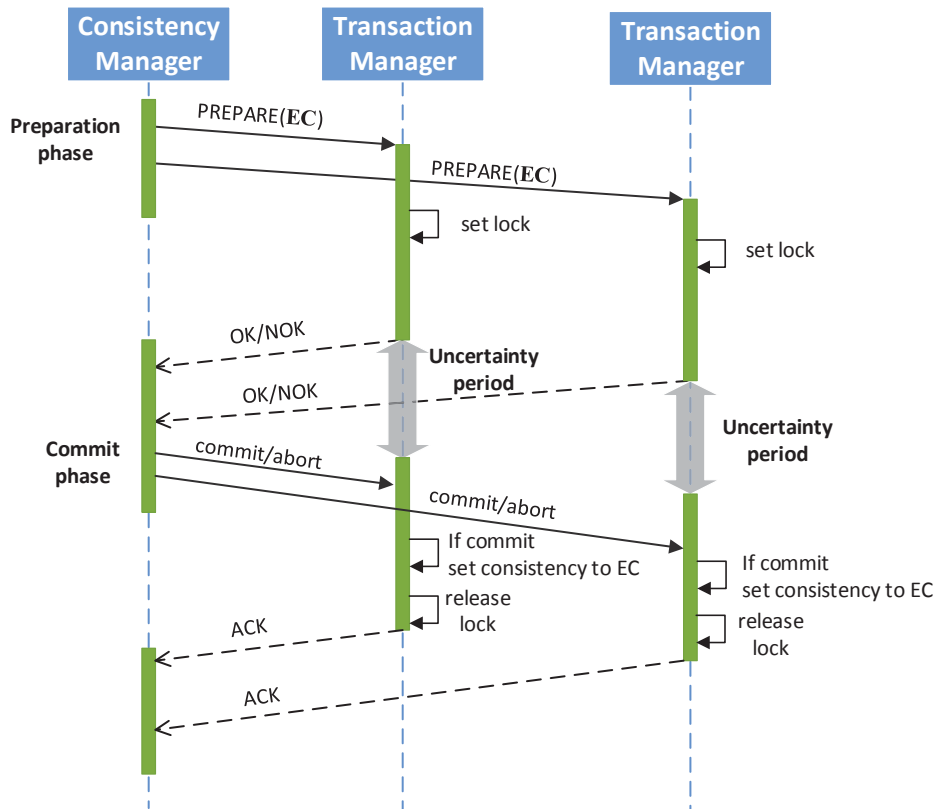 Consistency
Manager
Transaction
Manager
Transaction
Manager
Preparation
phase
PREPARE(EC)
PREPARE(EC)
set lock
set lock
OK/NOK
Uncertainty
period
OK/NOK
Commit
phase
Uncertainty
period
commit/abort
commit/abort
If commit
set consistency to EC
If commit
set consistency to EC
release
lock
release
lock
ACK
ACK